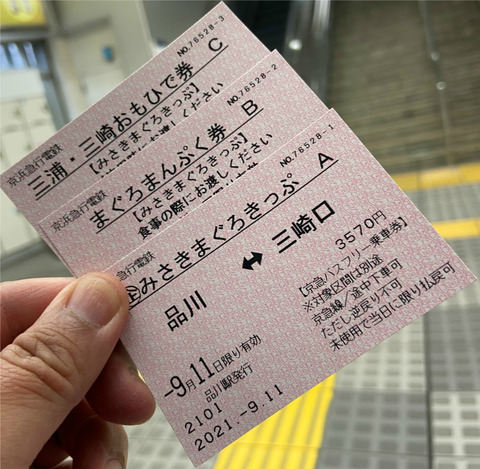 NO.76528-3
京浜急行電鉄
三浦・三崎おもひで券 C
【みさきまぐろきっぷ】
NO.76528-2
京浜急行電鉄
まぐろまんぷく券 B
【みさきまぐろきっぷ】
食事の際にお渡しください
NO.76528-1
急行電鉄
みさきまぐろきっぷ A
品川 ↔ 三崎口
3570円
【京急バスフリー乗車券】
※対象区間は別途
京急線/途中下車可
ただし逆戻り不可
未使用で当日に限り払戻可
-9月11日限り有効
品川駅発行
2101
2021.-9.11